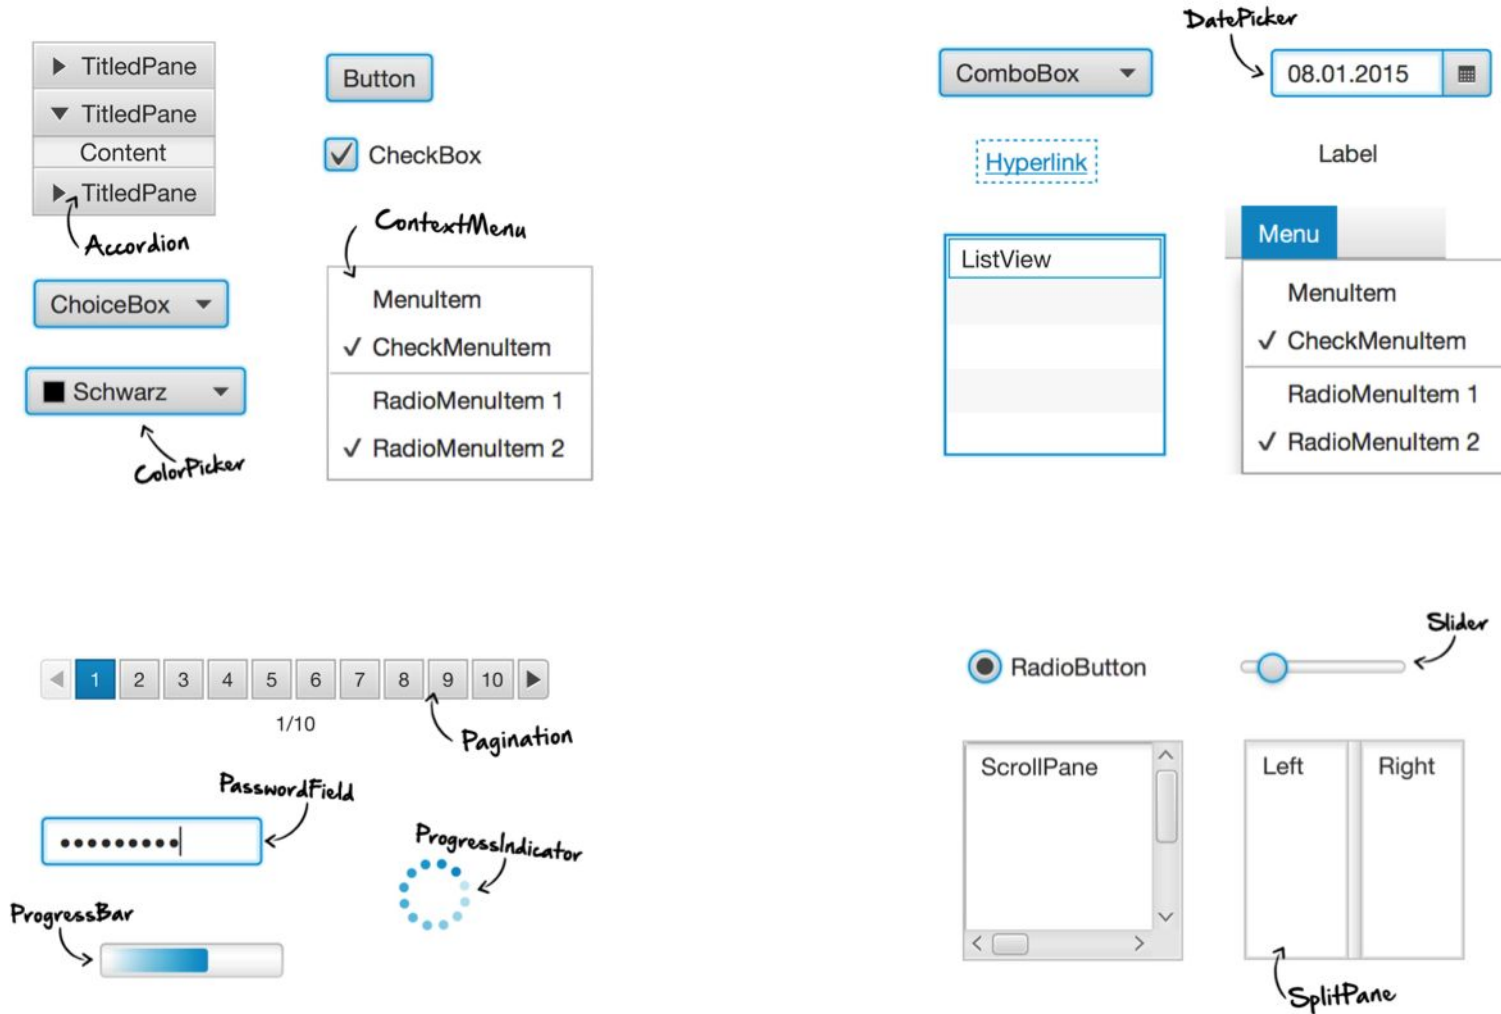 TitledPane
TitledPane
Content
TitledPane
Accordion
Button
CheckBox
ContextMenu
MenuItem
CheckMenuItem
RadioMenuItem 1
RadioMenuItem 2
ChoiceBox
Schwarz
ColorPicker
DatePicker
ComboBox
08.01.2015
Hyperlink
Label
ListView
Menu
MenuItem
CheckMenuItem
RadioMenuItem 1
RadioMenuItem 2
1 2 3 4 5 6 7 8 9 10
1/10
Pagination
PasswordField
ProgressIndicator
ProgressBar
RadioButton
Slider
ScrollPane
Left
Right
SplitPane